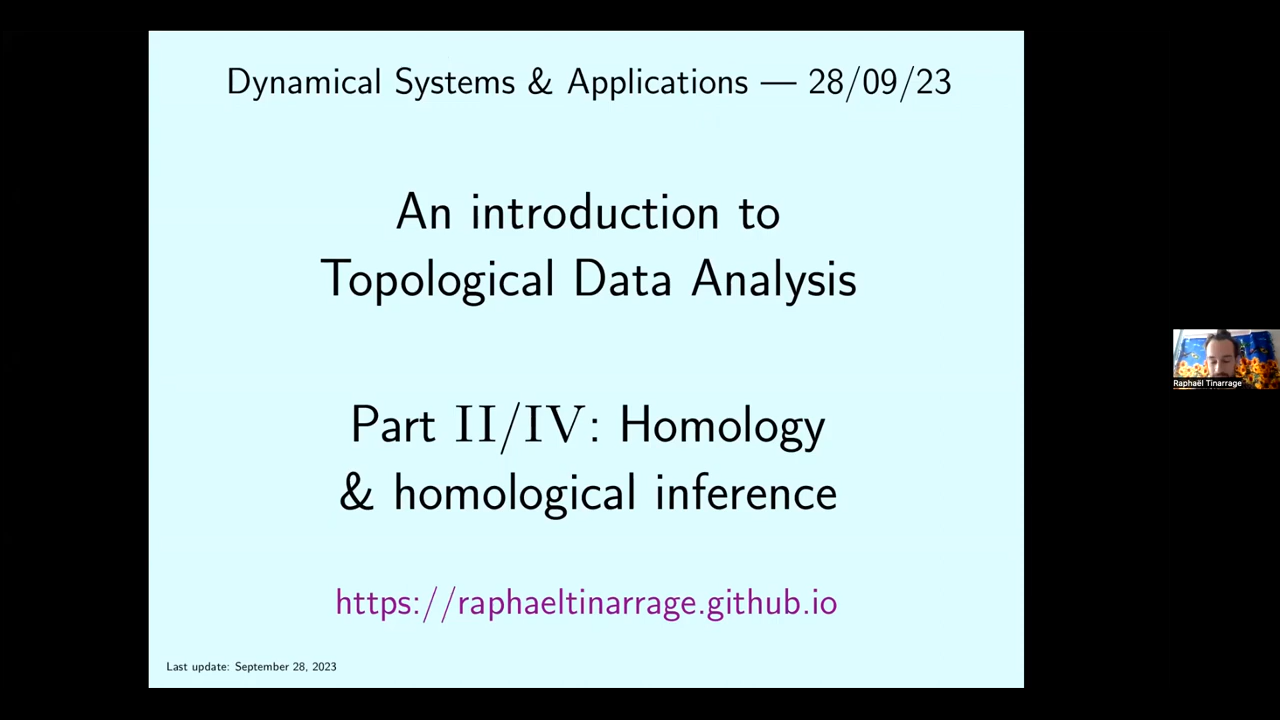 Dynamical Systems & Applications — 28/09/23
An introduction to
Topological Data Analysis
Part II/IV: Homology
& homological inference
https://raphaeltinarrage.github.io
Last update: September 28, 2023
Raphaël Tinarrage